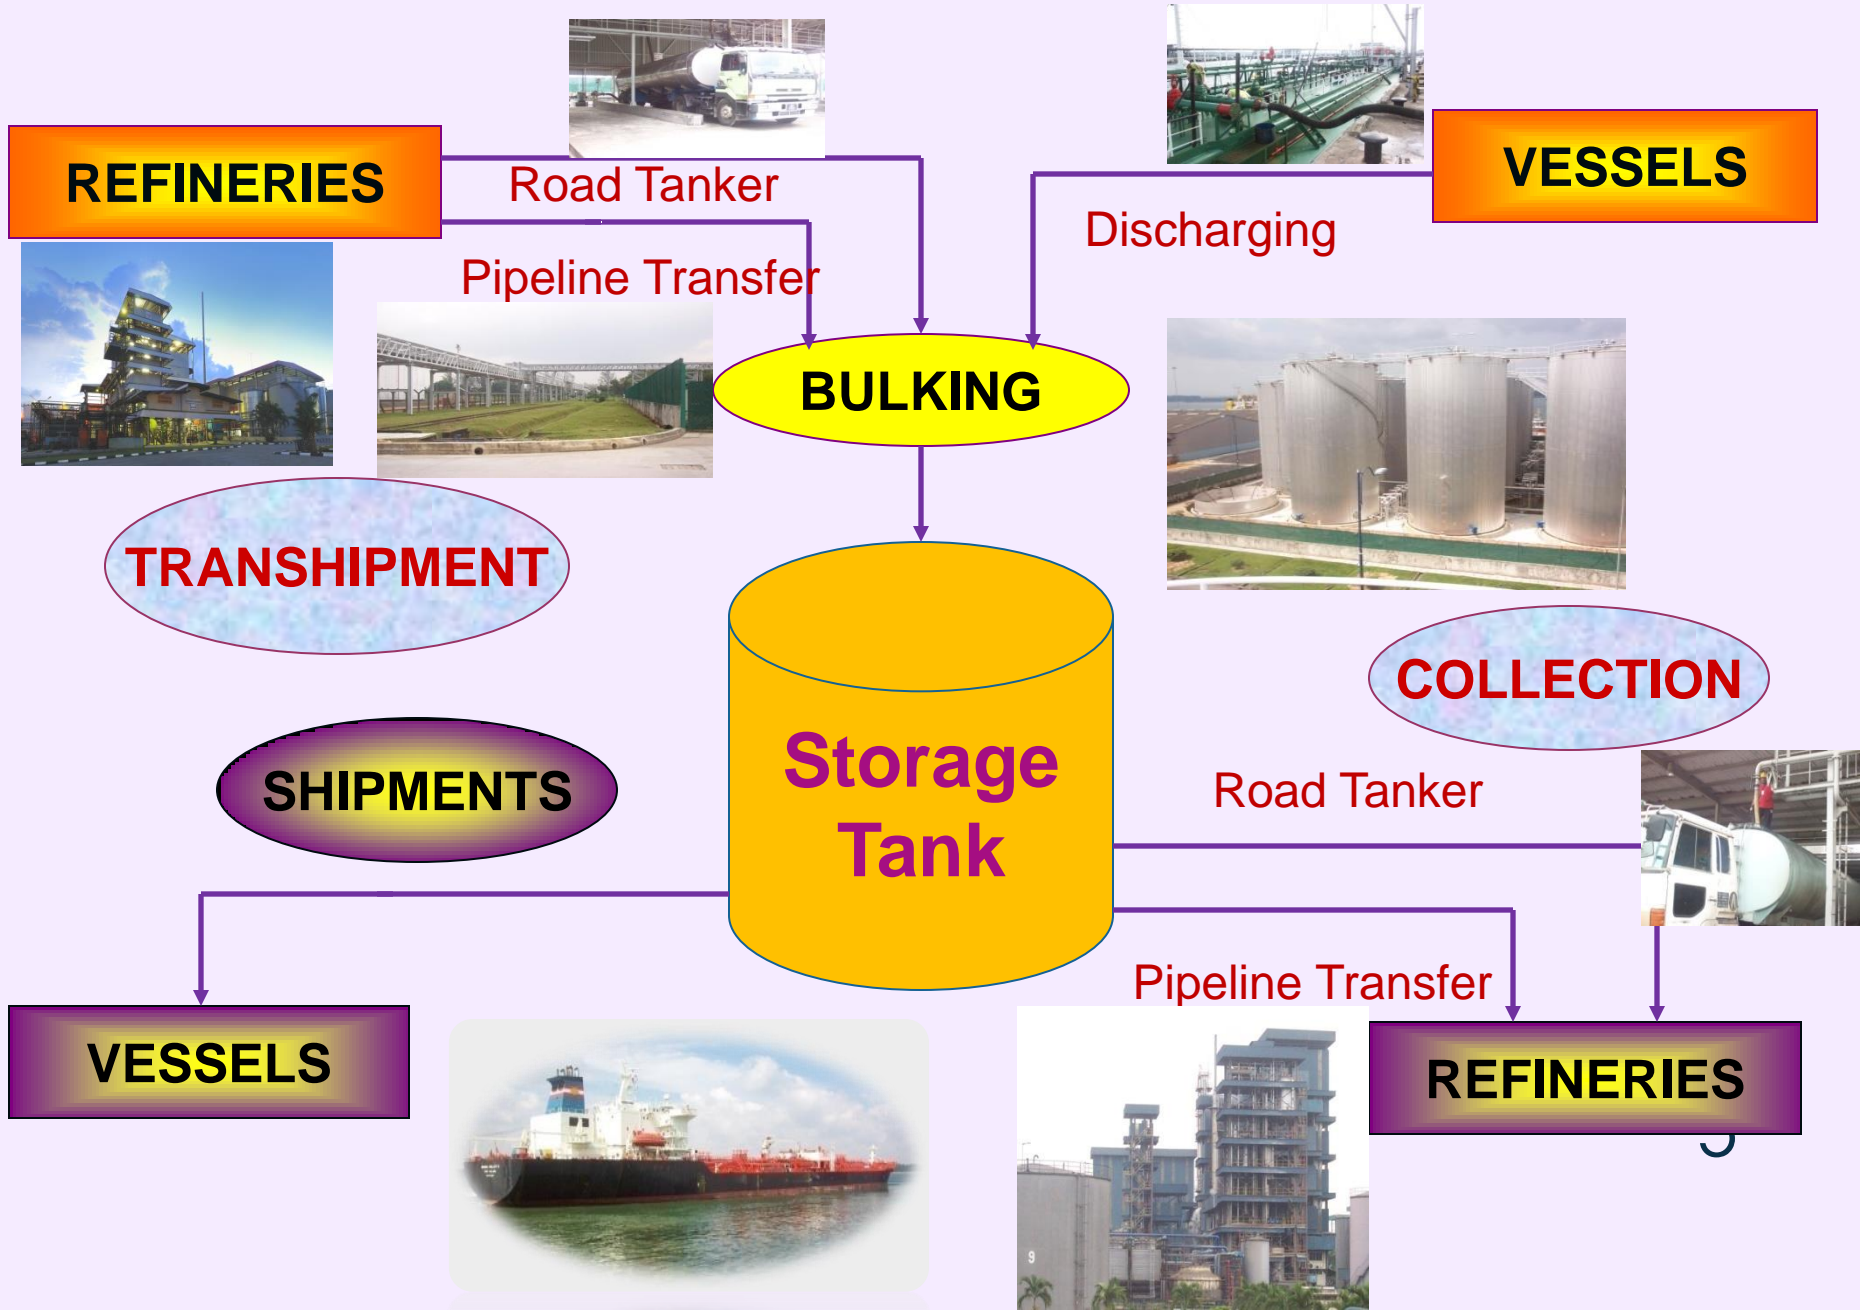 REFINERIES
Road Tanker
Pipeline Transfer
VESSELS
Discharging
BULKING
TRANSHIPMENT
COLLECTION
SHIPMENTS
Storage
Tank
Road Tanker
Pipeline Transfer
VESSELS
REFINERIES
9